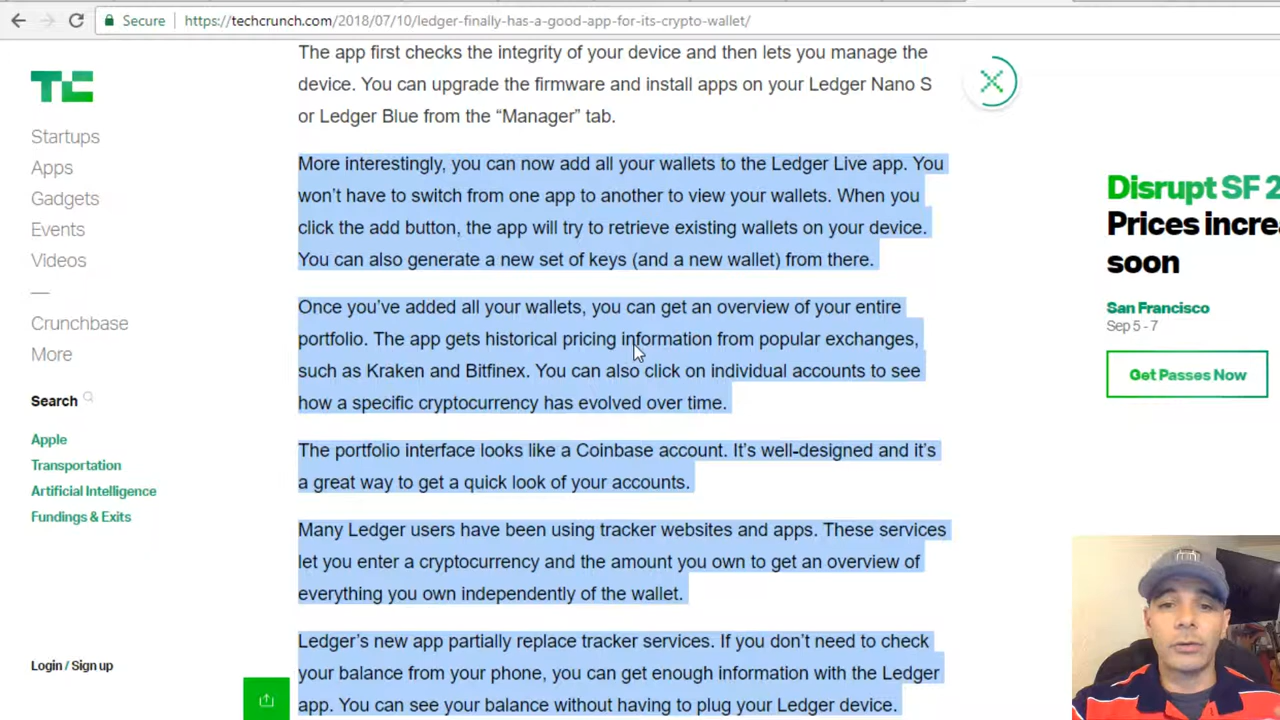 Secure
https://techcrunch.com/2018/07/10/ledger-finally-has-a-good-app-for-its-crypto-wallet/
TC
Startups
Apps
Gadgets
Events
Videos
—
Crunchbase
More
Search
Apple
Transportation
Artificial Intelligence
Fundings & Exits
Login / Sign up
The app first checks the integrity of your device and then lets you manage the
device. You can upgrade the firmware and install apps on your Ledger Nano S
or Ledger Blue from the “Manager” tab.
More interestingly, you can now add all your wallets to the Ledger Live app. You
won’t have to switch from one app to another to view your wallets. When you
click the add button, the app will try to retrieve existing wallets on your device.
You can also generate a new set of keys (and a new wallet) from there.
Once you’ve added all your wallets, you can get an overview of your entire
portfolio. The app gets historical pricing information from popular exchanges,
such as Kraken and Bitfinex. You can also click on individual accounts to see
how a specific cryptocurrency has evolved over time.
The portfolio interface looks like a Coinbase account. It’s well-designed and it’s
a great way to get a quick look of your accounts.
Many Ledger users have been using tracker websites and apps. These services
let you enter a cryptocurrency and the amount you own to get an overview of
everything you own independently of the wallet.
Ledger’s new app partially replace tracker services. If you don’t need to check
your balance from your phone, you can get enough information with the Ledger
app. You can see your balance without having to plug your Ledger device.
Disrupt SF 2
Prices increa
soon
San Francisco
Sep 5 - 7
Get Passes Now